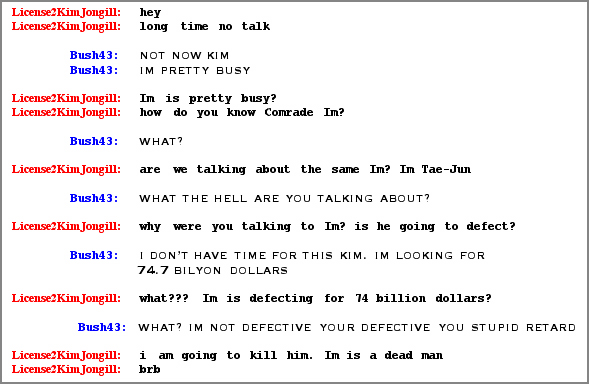 License2KimJongill: hey
License2KimJongill: long time no talk
Bush43: NOT NOW KIM
Bush43: IM PRETTY BUSY
License2KimJongill: Im is pretty busy?
License2KimJongill: how do you know Comrade Im?
Bush43: WHAT?
License2KimJongill: are we talking about the same Im? Im Tae-Jun
Bush43: WHAT THE HELL ARE YOU TALKING ABOUT?
License2KimJongill: why were you talking to Im? is he going to defect?
Bush43: I DON'T HAVE TIME FOR THIS KIM. IM LOOKING FOR
74.7 BILYON DOLLARS
License2KimJongill: what??? Im is defecting for 74 billion dollars?
Bush43: WHAT? IM NOT DEFECTIVE YOUR DEFECTIVE YOU STUPID RETARD
License2KimJongill: i am going to kill him. Im is a dead man
License2KimJongill: brb